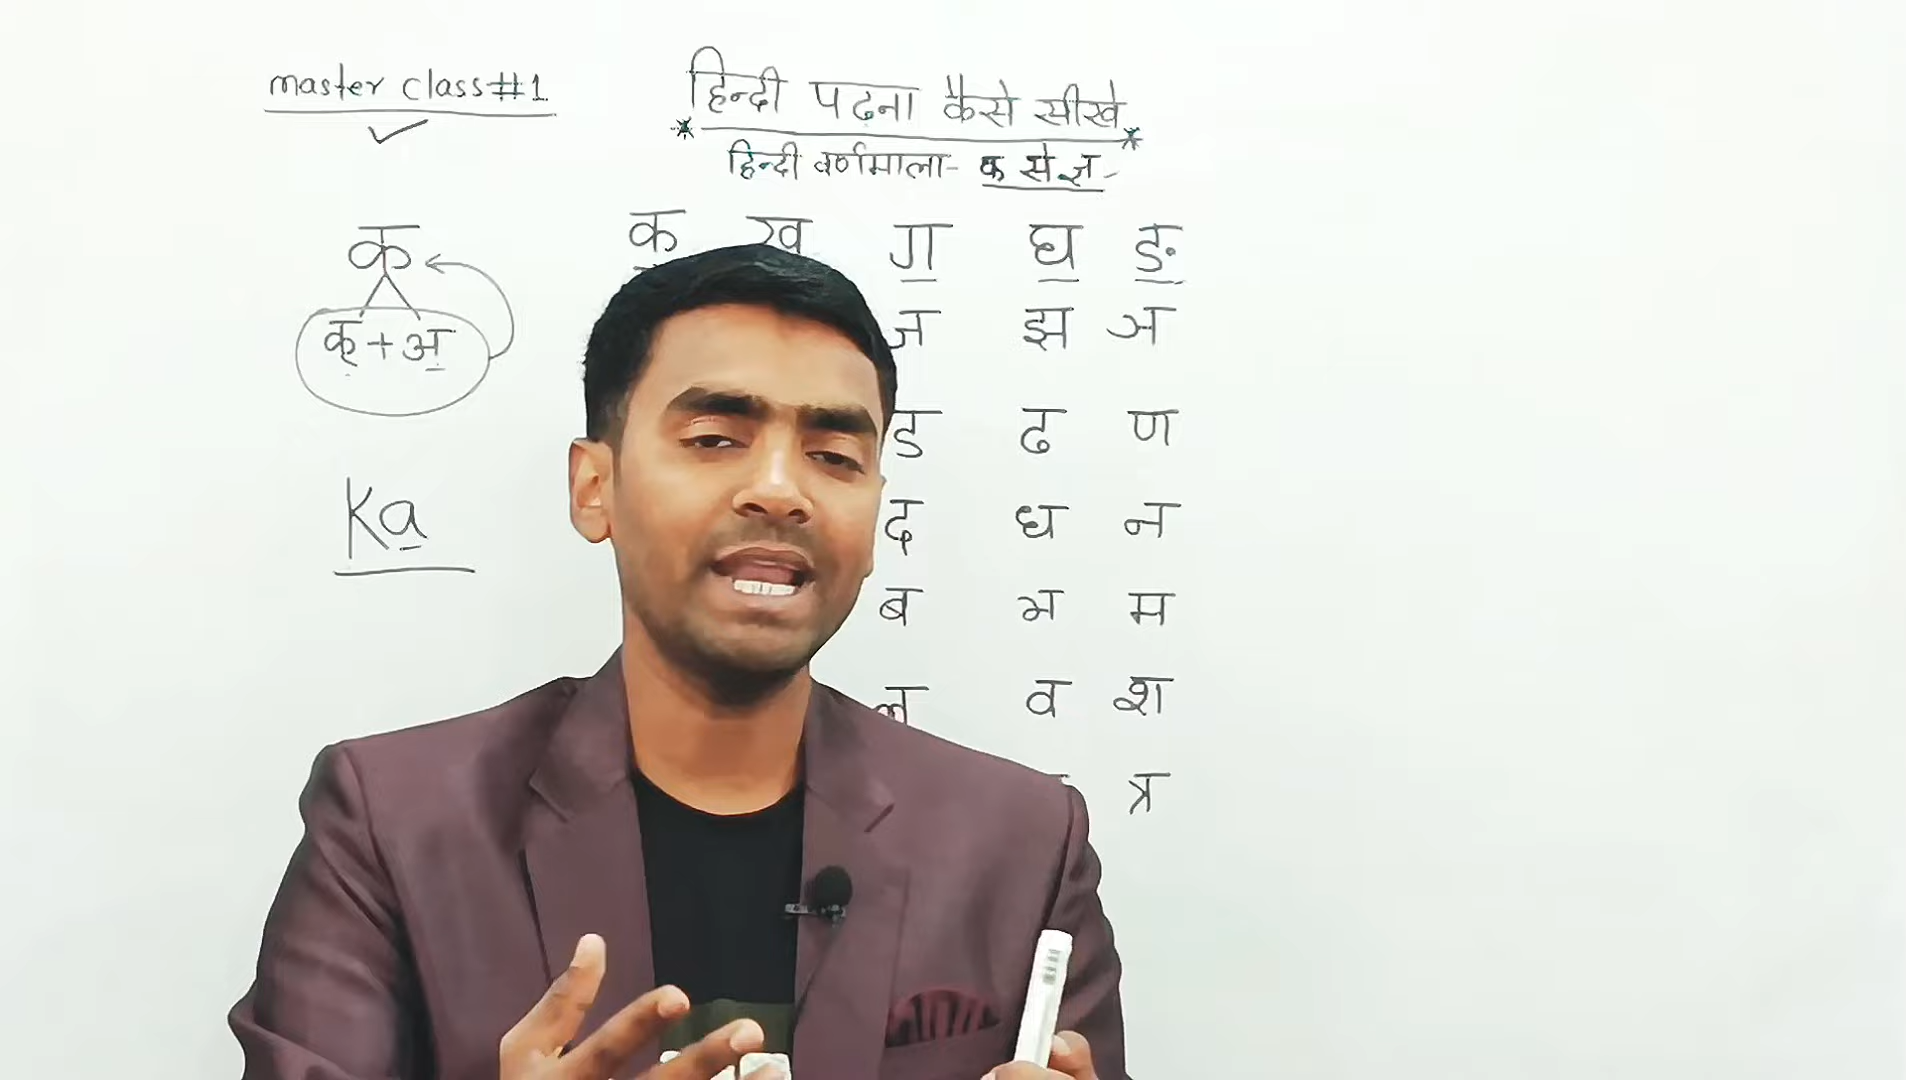 master class#1
हिन्दी पढना कैसे सीखे
हिन्दी वर्णमाला- क से ज्ञ-
क
क् + अ
Ka
क ख ग घ ङ
ज झ ञ
ड ढ ण
द ध न
ब भ म
ल व श
त्र